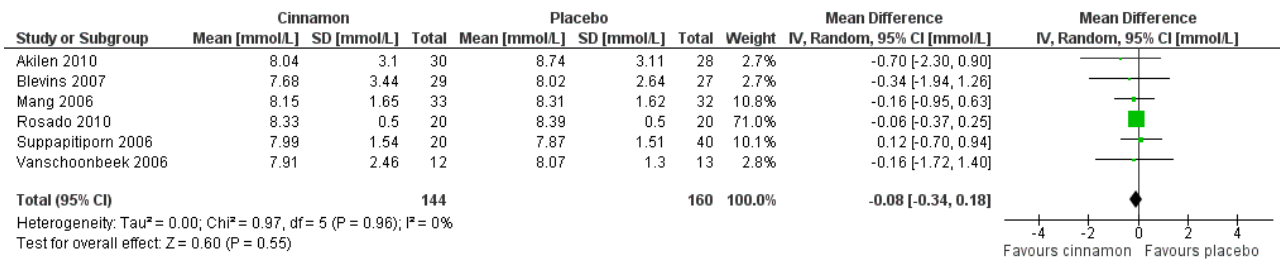 Cinnamon Placebo Mean Difference Mean Difference
Study or Subgroup Mean [mmol/L] SD [mmol/L] Total Mean [mmol/L] SD [mmol/L] Total Weight IV, Random, 95% CI [mmol/L] IV, Random, 95% CI [mmol/L]
Akilen 2010 8.04 3.1 30 8.74 3.11 28 2.7% -0.70 [-2.30, 0.90]
Blevins 2007 7.68 3.44 29 8.02 2.64 27 2.7% -0.34 [-1.94, 1.26]
Mang 2006 8.15 1.65 33 8.31 1.62 32 10.8% -0.16 [-0.95, 0.63]
Rosado 2010 8.33 0.5 20 8.39 0.5 20 71.0% -0.06 [-0.37, 0.25]
Suppapitiporn 2006 7.99 1.54 20 7.87 1.51 40 10.1% 0.12 [-0.70, 0.94]
Vanschoonbeek 2006 7.91 2.46 12 8.07 1.3 13 2.8% -0.16 [-1.72, 1.40]
Total (95% CI) 144 160 100.0% -0.08 [-0.34, 0.18]
Heterogeneity: Tau² = 0.00; Chi² = 0.97, df = 5 (P = 0.96); I² = 0%
Test for overall effect: Z = 0.60 (P = 0.55)
-4 -2 0 2 4
Favours cinnamon Favours placebo